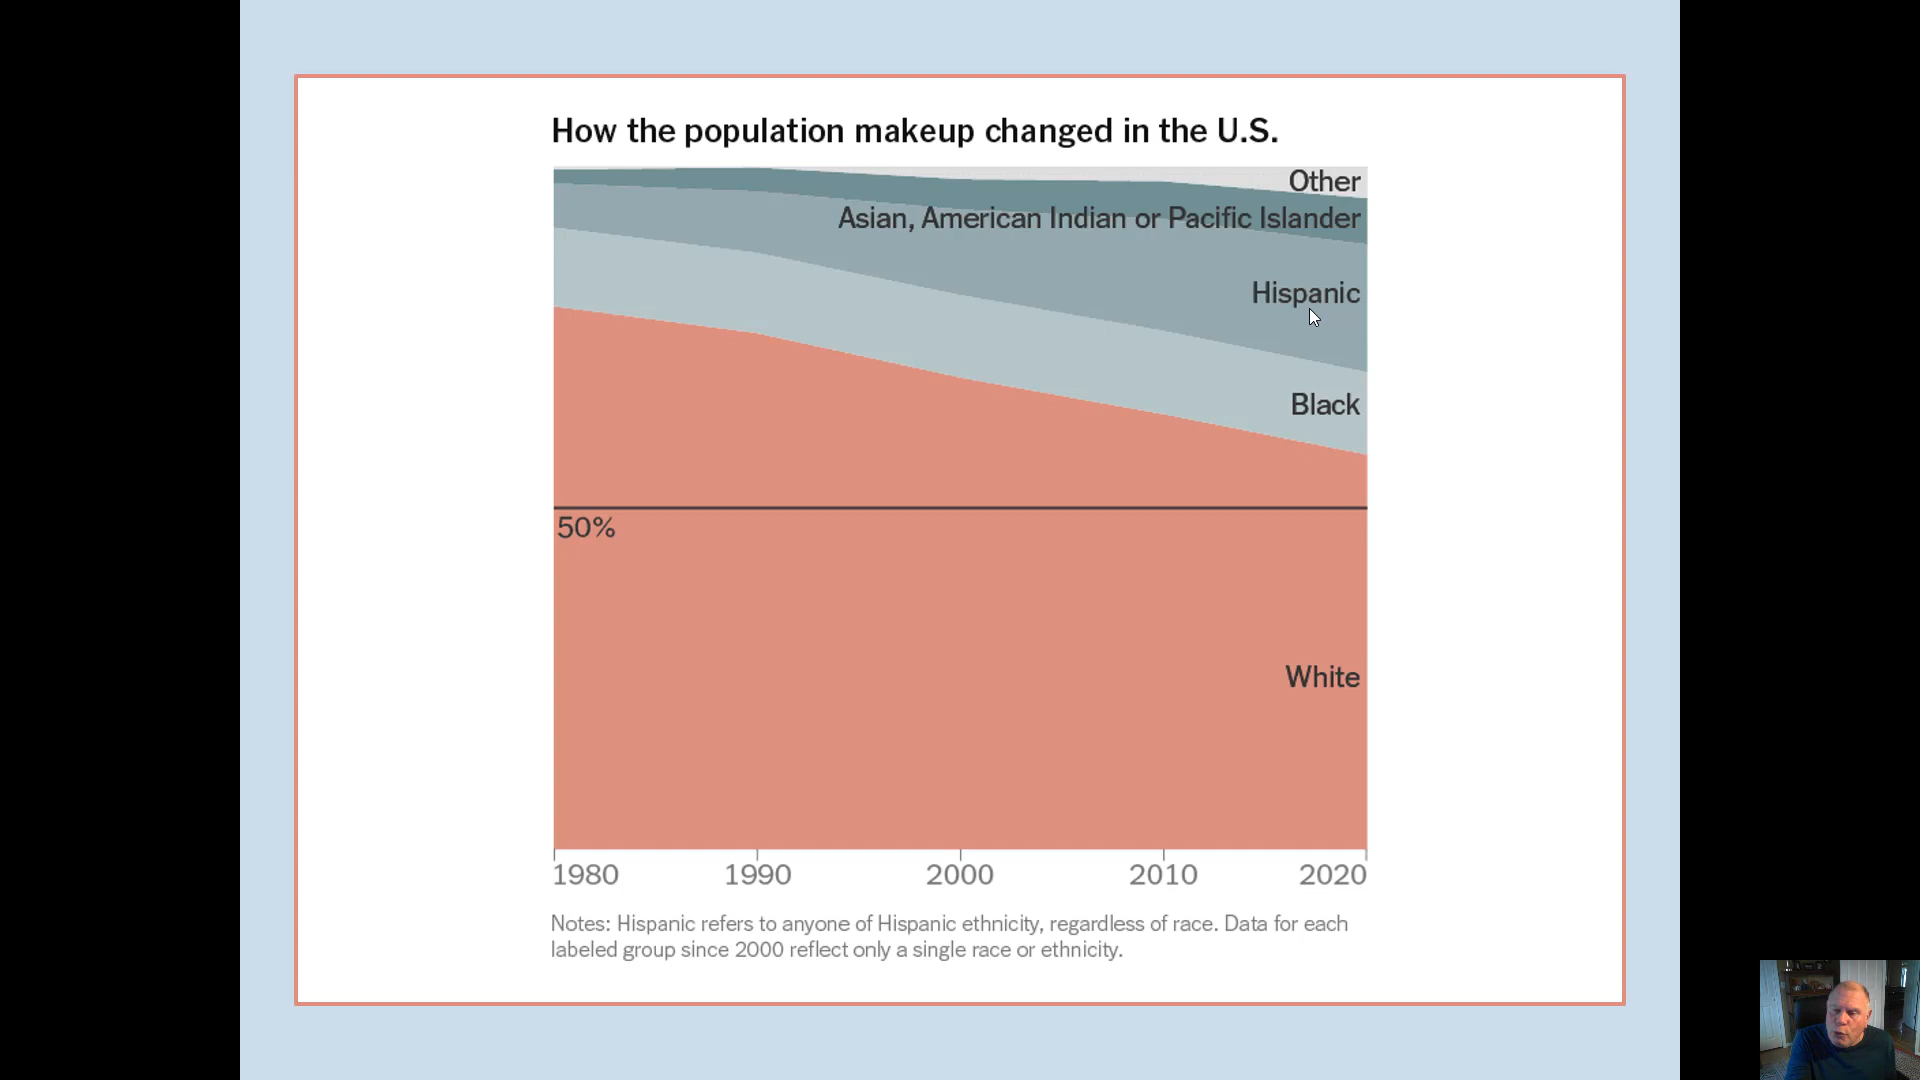 How the population makeup changed in the U.S.
Other
Asian, American Indian or Pacific Islander
Hispanic
Black
50%
White
1980 1990 2000 2010 2020
Notes: Hispanic refers to anyone of Hispanic ethnicity, regardless of race. Data for each
labeled group since 2000 reflect only a single race or ethnicity.